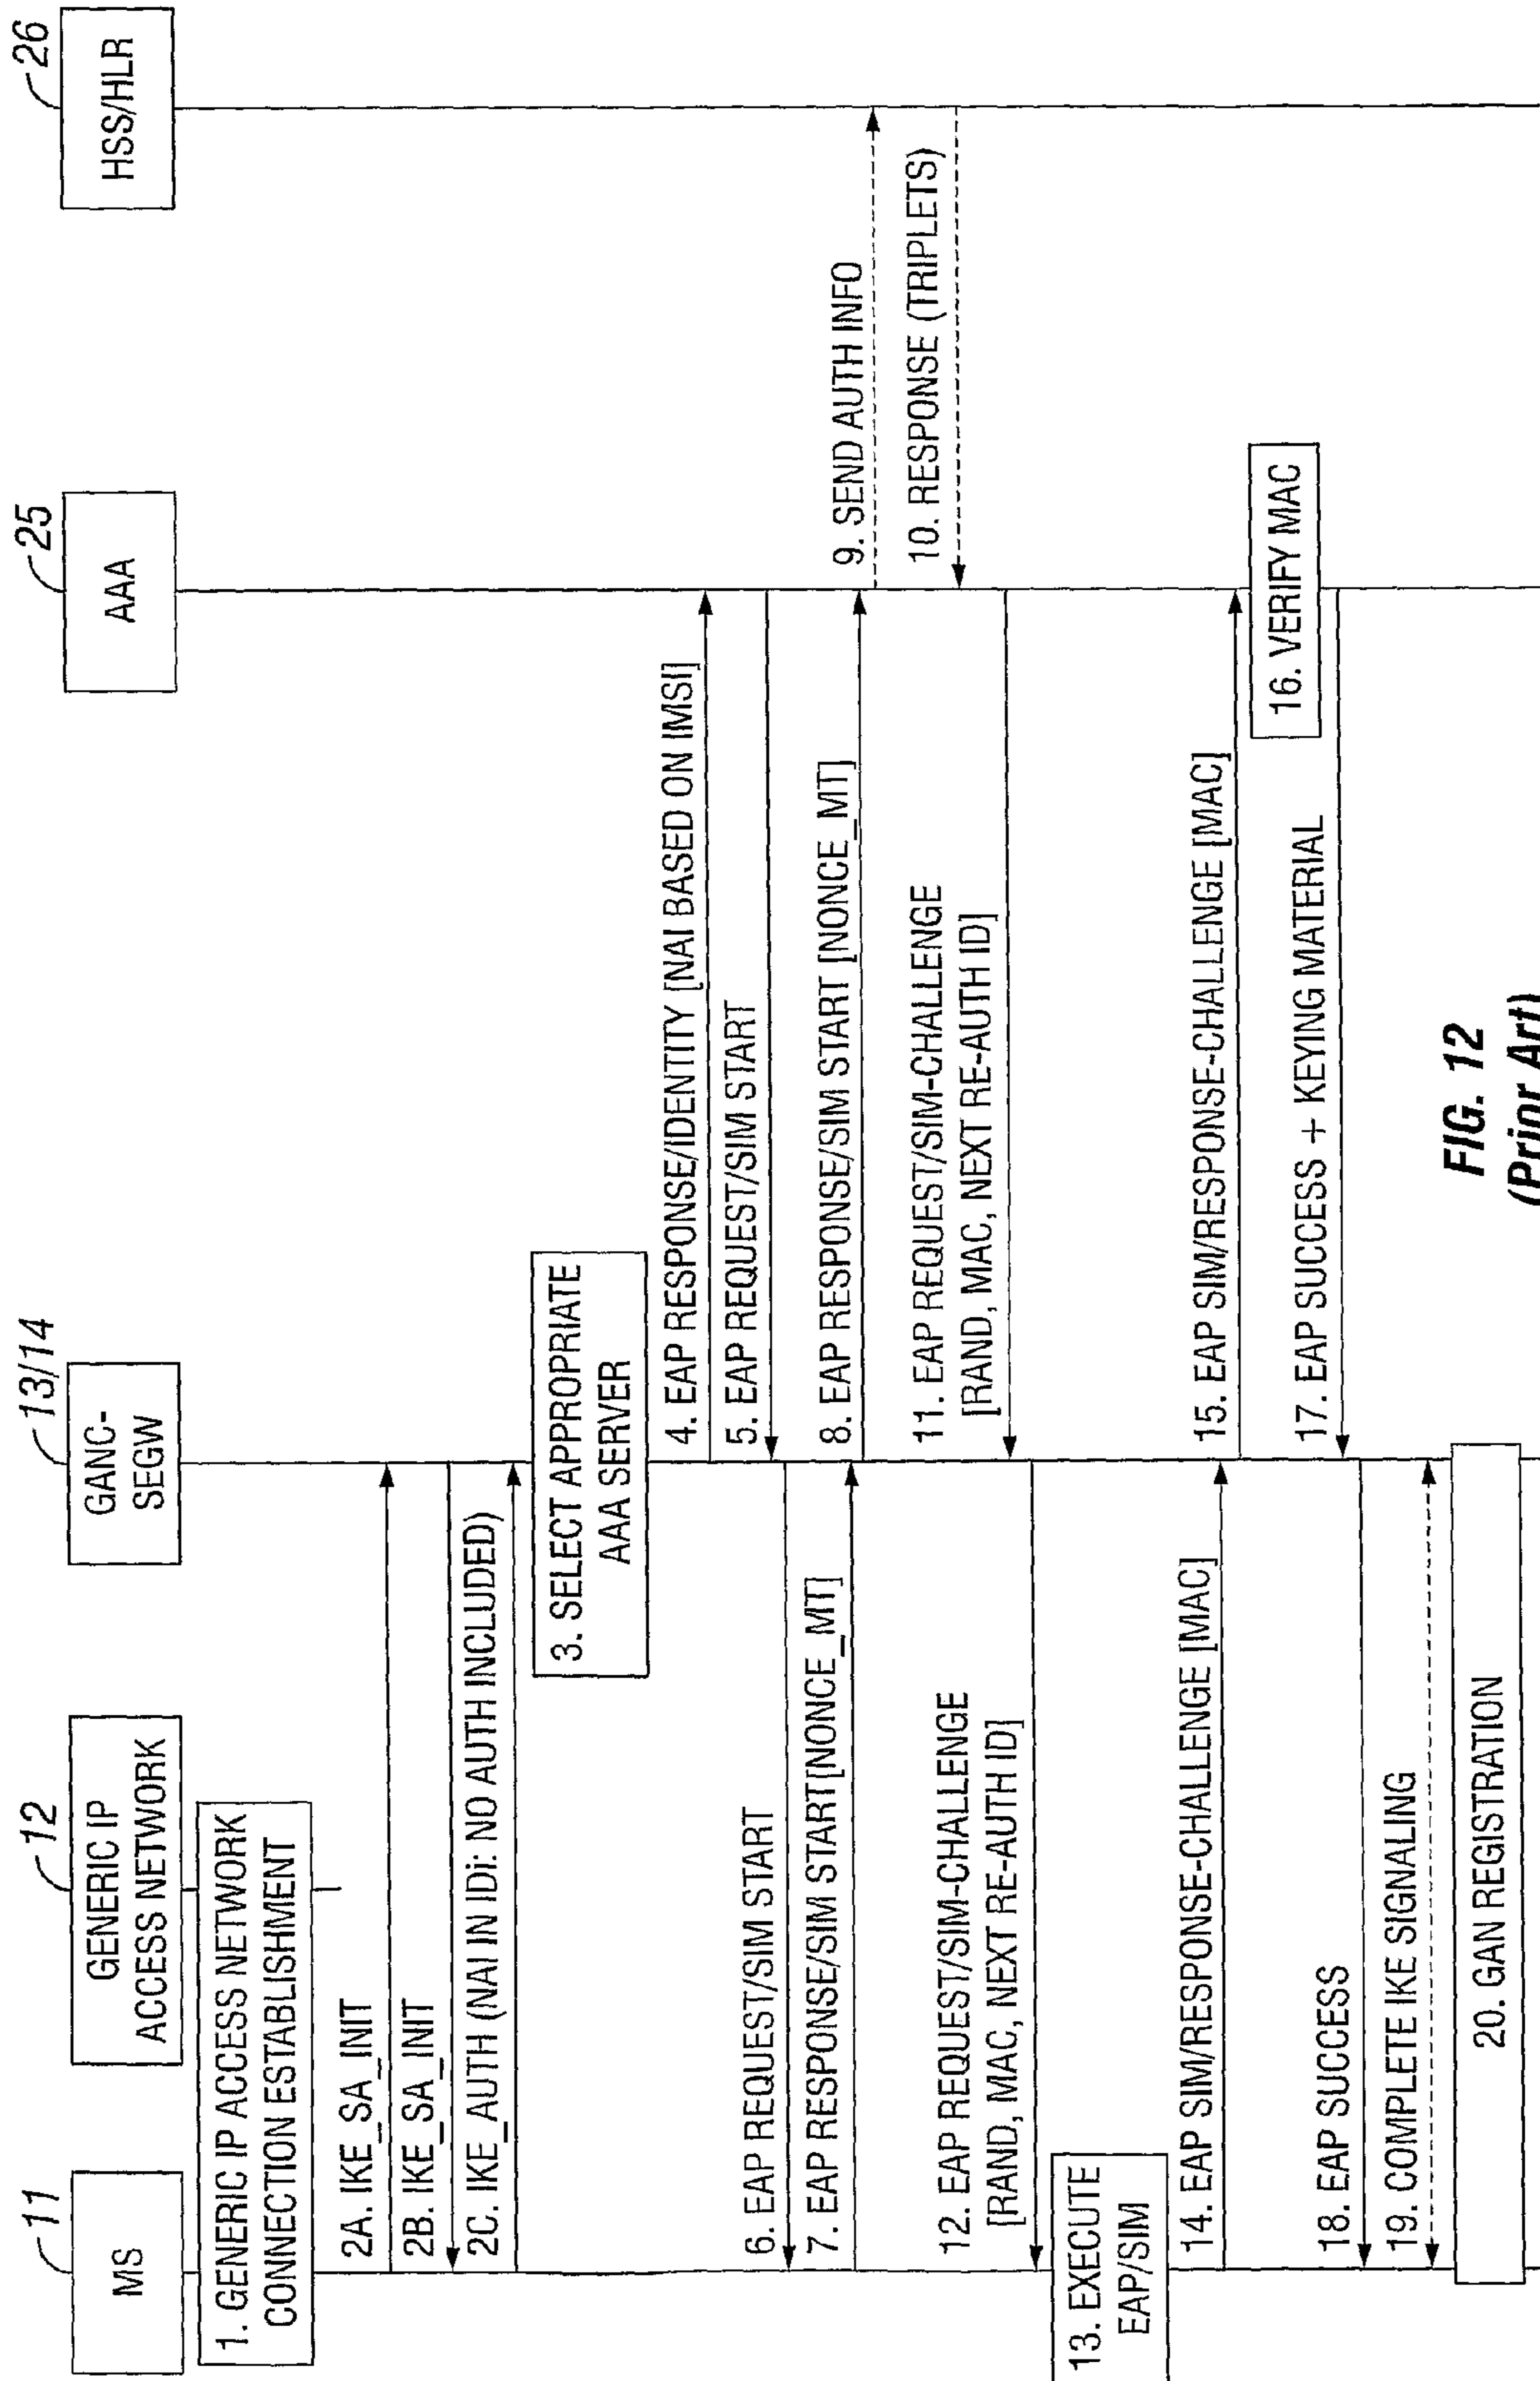 11
MS
12
GENERIC IP
ACCESS NETWORK
13/14
GANC-
SEGW
25
AAA
26
HSS/HLR
1. GENERIC IP ACCESS NETWORK
CONNECTION ESTABLISHMENT
2A. IKE_SA_INIT
2B. IKE_SA_INIT
2C. IKE_AUTH (NAI IN IDi: NO AUTH INCLUDED)
3. SELECT APPROPRIATE
AAA SERVER
4. EAP RESPONSE/IDENTITY [NAI BASED ON IMSI]
5. EAP REQUEST/SIM START
6. EAP REQUEST/SIM START
7. EAP RESPONSE/SIM START[NONCE_MT]
8. EAP RESPONSE/SIM START [NONCE_MT]
9. SEND AUTH INFO
10. RESPONSE (TRIPLETS)
11. EAP REQUEST/SIM-CHALLENGE
[RAND, MAC, NEXT RE-AUTH ID]
12. EAP REQUEST/SIM-CHALLENGE
[RAND, MAC, NEXT RE-AUTH ID]
13. EXECUTE
EAP/SIM
14. EAP SIM/RESPONSE-CHALLENGE [MAC]
15. EAP SIM/RESPONSE-CHALLENGE [MAC]
16. VERIFY MAC
17. EAP SUCCESS + KEYING MATERIAL
18. EAP SUCCESS
19. COMPLETE IKE SIGNALING
20. GAN REGISTRATION
FIG. 12
(Prior Art)